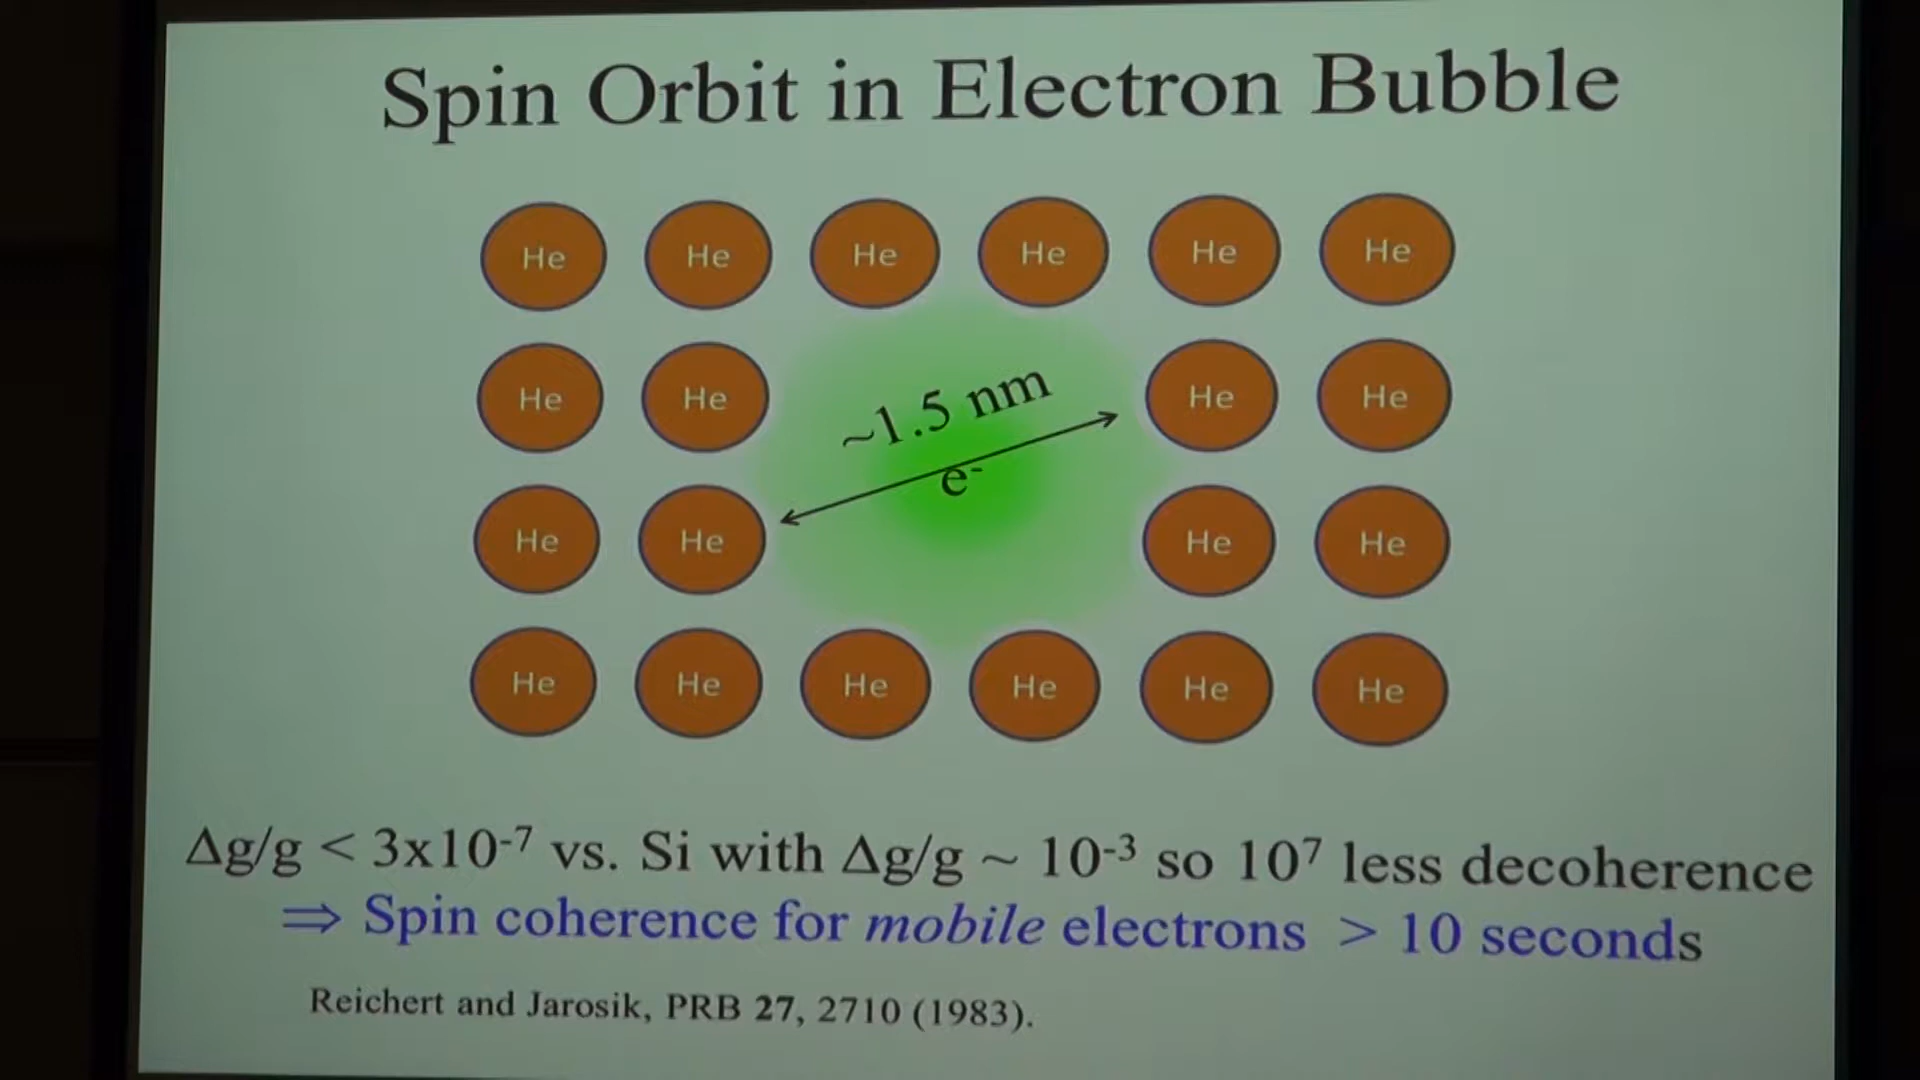 Spin Orbit in Electron Bubble
He He He He He He
He He ~1.5 nm He He
e⁻
He He He He
He He He He He He
Δg/g < 3x10⁻⁷ vs. Si with Δg/g ~ 10⁻³ so 10⁷ less decoherence
⇒ Spin coherence for mobile electrons > 10 seconds
Reichert and Jarosik, PRB 27, 2710 (1983).